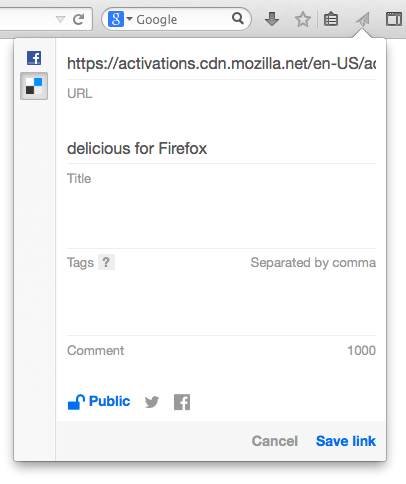 Google
https://activations.cdn.mozilla.net/en-US/ac
URL
delicious for Firefox
Title
Tags ? Separated by comma
Comment 1000
Public
Cancel Save link